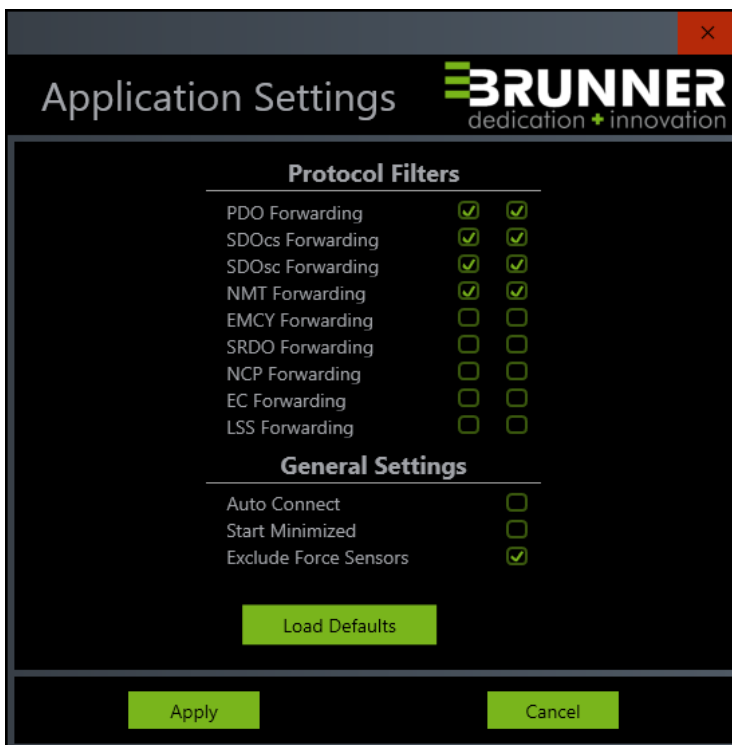 Application Settings
BRUNNER
dedication + innovation
Protocol Filters
PDO Forwarding
SDOcs Forwarding
SDOsc Forwarding
NMT Forwarding
EMCY Forwarding
SRDO Forwarding
NCP Forwarding
EC Forwarding
LSS Forwarding
General Settings
Auto Connect
Start Minimized
Exclude Force Sensors
Load Defaults
Apply Cancel